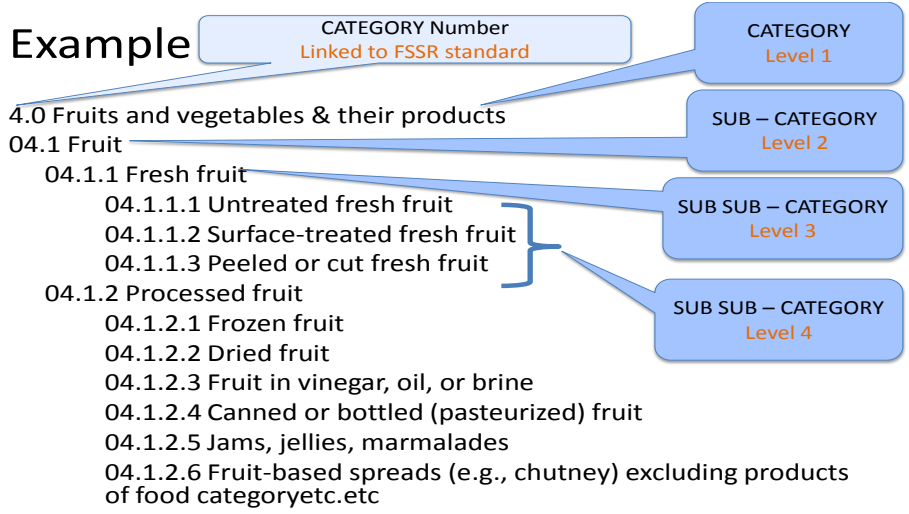 Example
CATEGORY Number
Linked to FSSR standard
CATEGORY
Level 1
4.0 Fruits and vegetables & their products
SUB – CATEGORY
Level 2
04.1 Fruit
04.1.1 Fresh fruit
SUB SUB – CATEGORY
Level 3
04.1.1.1 Untreated fresh fruit
04.1.1.2 Surface-treated fresh fruit
04.1.1.3 Peeled or cut fresh fruit
SUB SUB – CATEGORY
Level 4
04.1.2 Processed fruit
04.1.2.1 Frozen fruit
04.1.2.2 Dried fruit
04.1.2.3 Fruit in vinegar, oil, or brine
04.1.2.4 Canned or bottled (pasteurized) fruit
04.1.2.5 Jams, jellies, marmalades
04.1.2.6 Fruit-based spreads (e.g., chutney) excluding products
of food categoryetc.etc